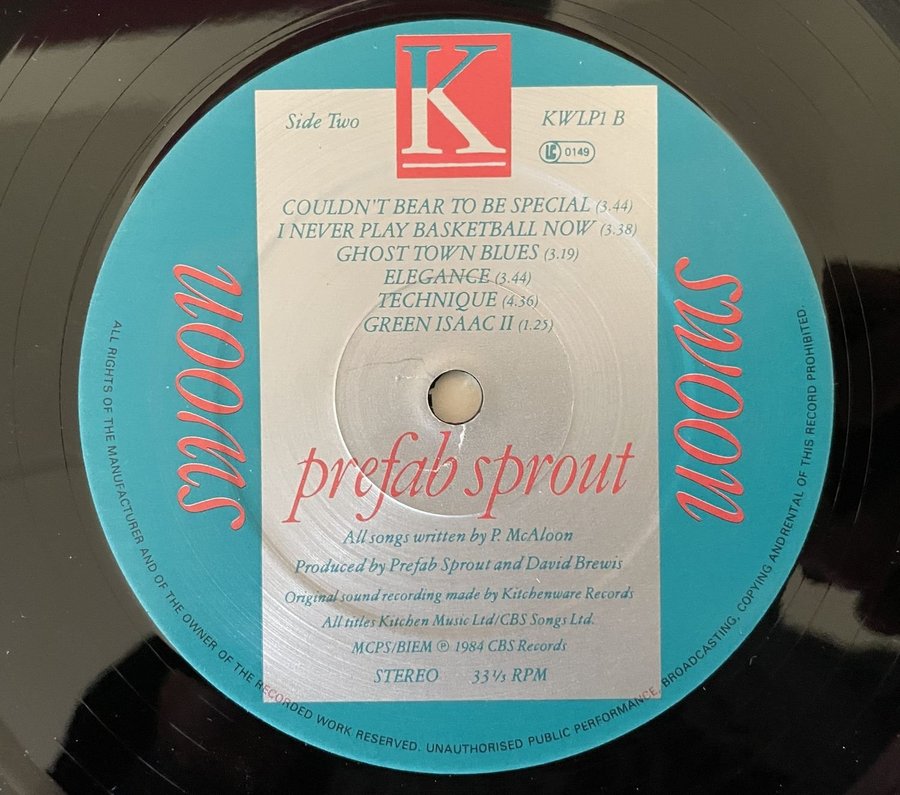 K
Side Two
KWLP1 B
LC 0149
COULDN'T BEAR TO BE SPECIAL (3.44)
I NEVER PLAY BASKETBALL NOW (3.38)
GHOST TOWN BLUES (3.19)
ELEGANCE (3.44)
TECHNIQUE (4.36)
GREEN ISAAC II (1.25)
swoon
swoon
prefab sprout
All songs written by P. McAloon
Produced by Prefab Sprout and David Brewis
Original sound recording made by Kitchenware Records
All titles Kitchen Music Ltd/CBS Songs Ltd.
MCPS/BIEM ℗ 1984 CBS Records
STEREO 33 1/3 RPM
ALL RIGHTS OF THE MANUFACTURER AND OF THE OWNER OF THE RECORDED WORK RESERVED. UNAUTHORISED PUBLIC PERFORMANCE, BROADCASTING, COPYING ANDRENTAL OF THIS RECORD PROHIBITED.